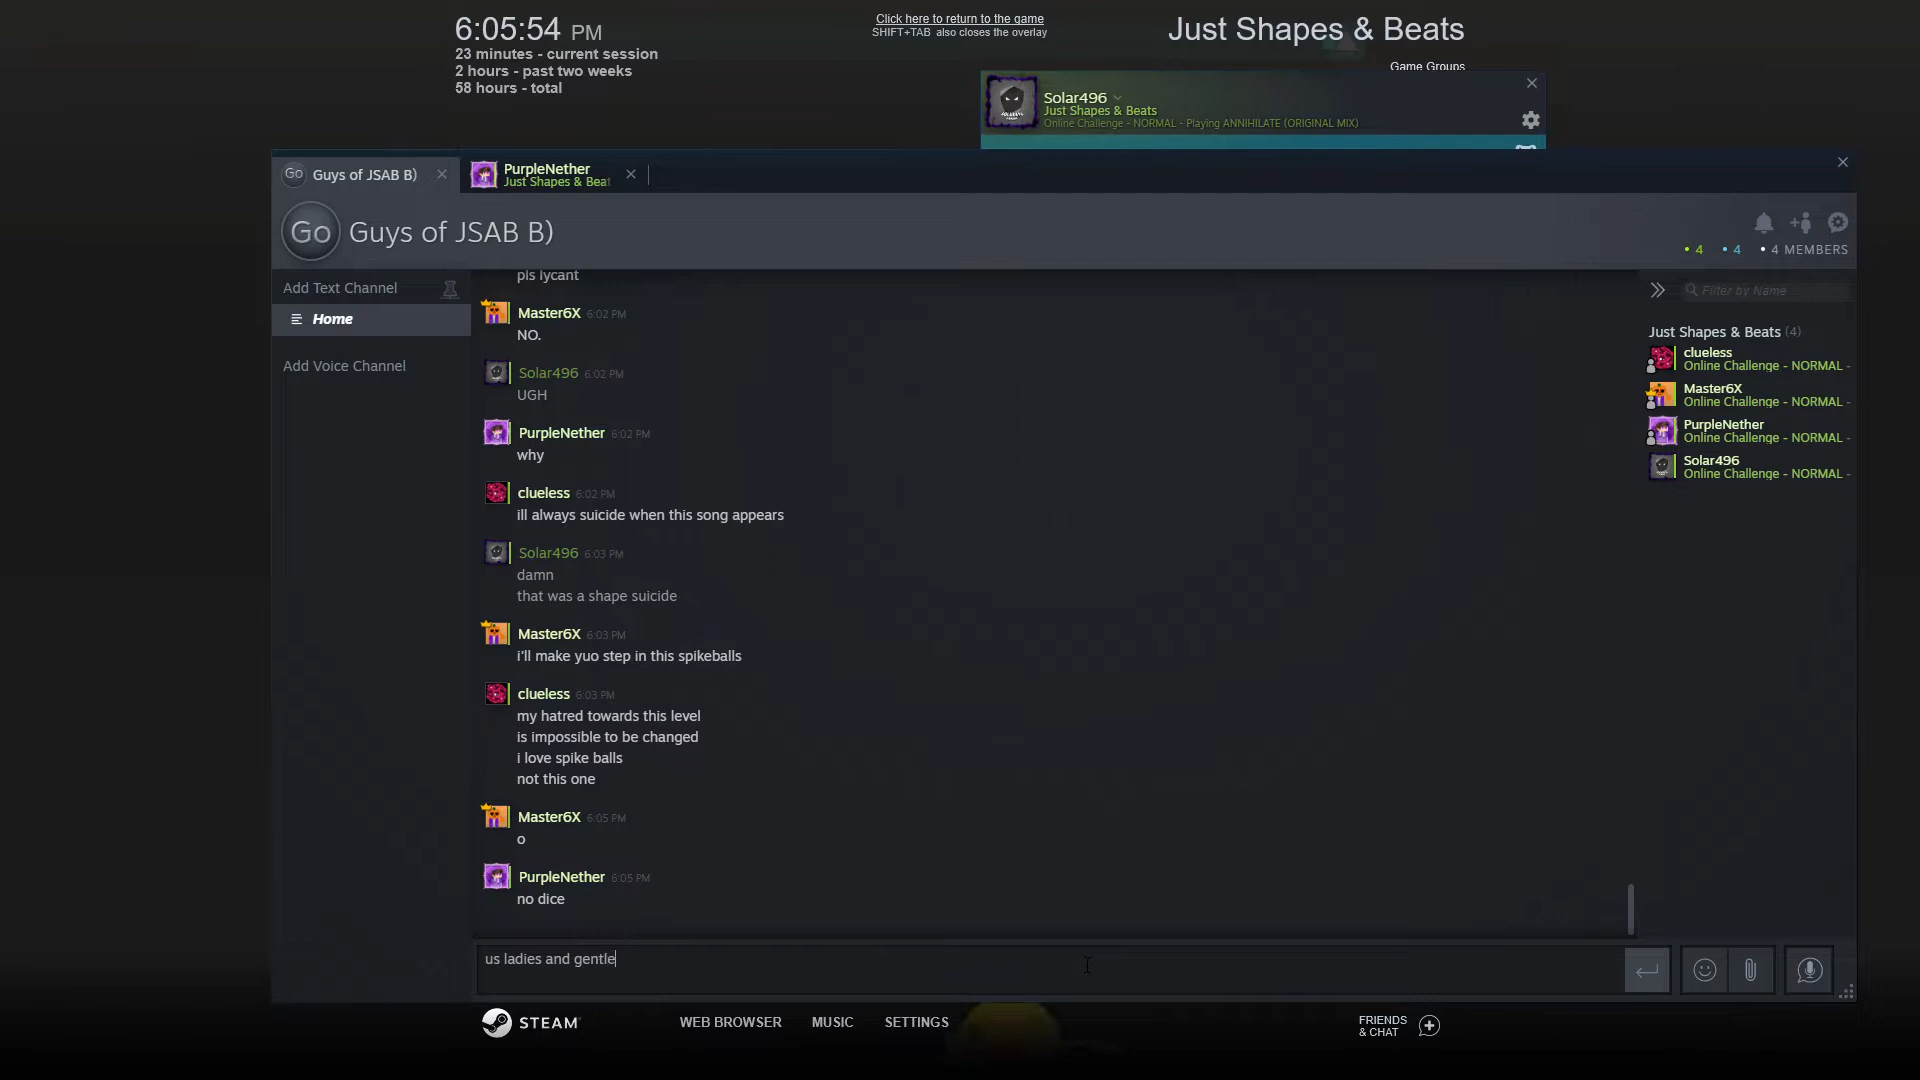 6:05:54 PM
23 minutes - current session
2 hours - past two weeks
58 hours - total
Click here to return to the game
SHIFT+TAB also closes the overlay
Just Shapes & Beats
Game Groups
Solar496
Just Shapes & Beats
Online Challenge - NORMAL - Playing ANNIHILATE (ORIGINAL MIX)
Go Guys of JSAB B)
PurpleNether
Just Shapes & Beat
Go Guys of JSAB B)
4 4 4 MEMBERS
Add Text Channel
Home
Add Voice Channel
pls lycant
Master6X 6:02 PM
NO.
Solar496 6:02 PM
UGH
PurpleNether 6:02 PM
why
clueless 6:02 PM
ill always suicide when this song appears
Solar496 6:03 PM
damn
that was a shape suicide
Master6X 6:03 PM
i'll make yuo step in this spikeballs
clueless 6:03 PM
my hatred towards this level
is impossible to be changed
i love spike balls
not this one
Master6X 6:05 PM
o
PurpleNether 6:05 PM
no dice
us ladies and gentle
Filter by Name
Just Shapes & Beats (4)
clueless
Online Challenge - NORMAL -
Master6X
Online Challenge - NORMAL -
PurpleNether
Online Challenge - NORMAL -
Solar496
Online Challenge - NORMAL -
STEAM
WEB BROWSER
MUSIC
SETTINGS
FRIENDS
& CHAT